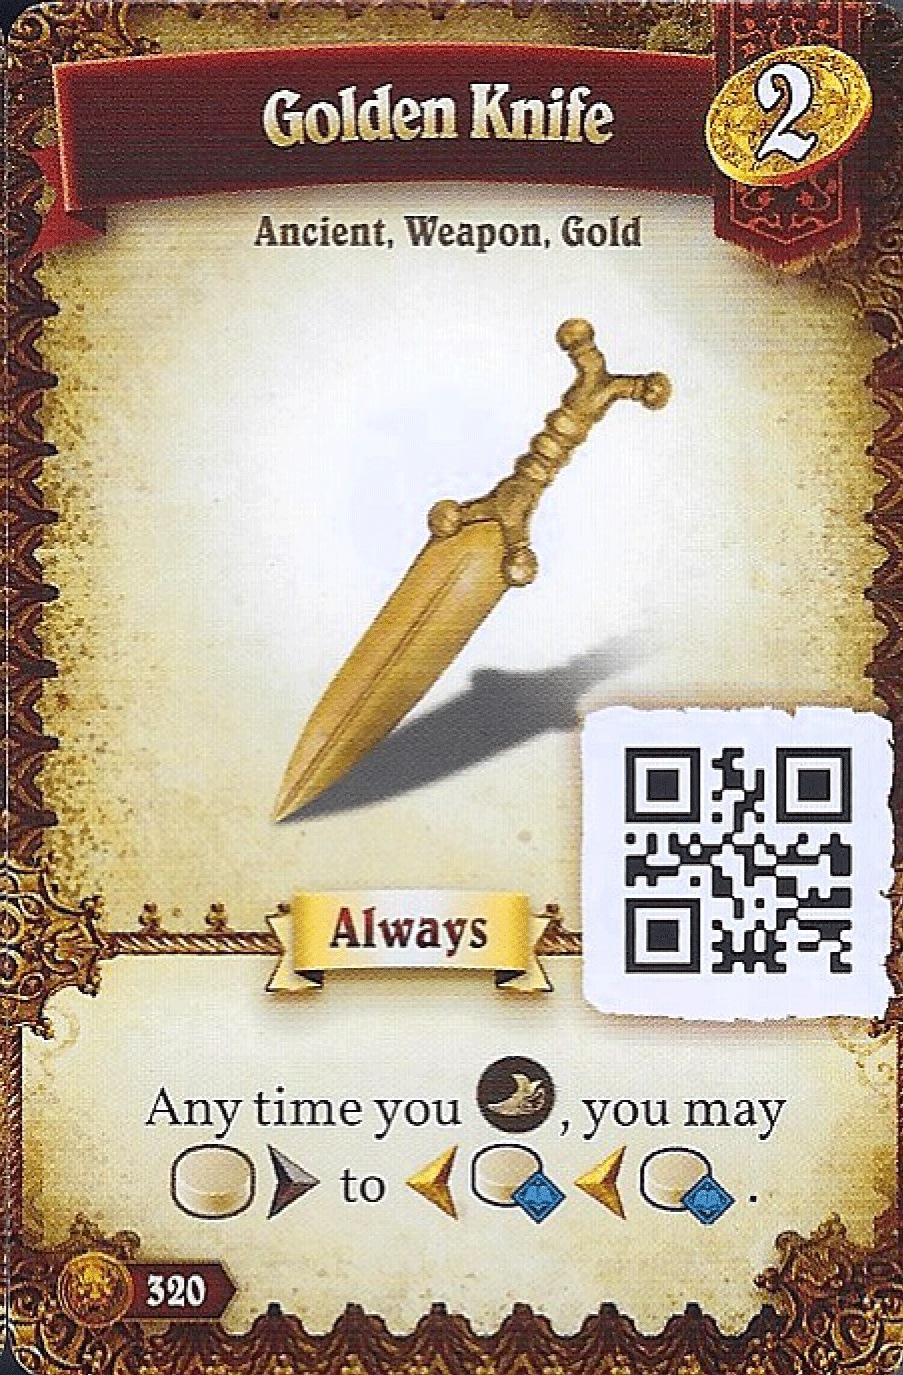 Golden Knife
2
Ancient, Weapon, Gold
Always
Any time you , you may
to .
320